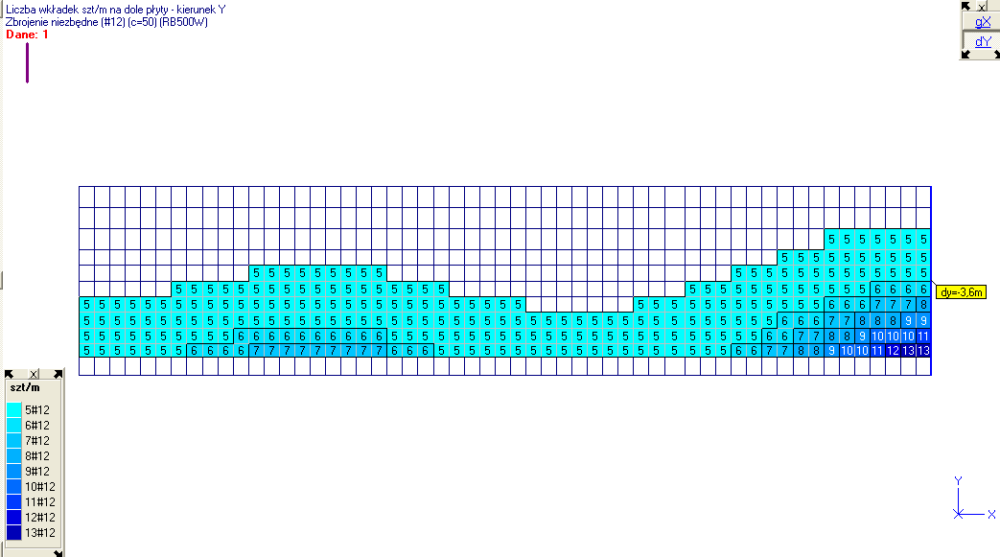 Liczba wkładek szt/m na dole płyty - kierunek Y
Zbrojenie niezbędne (#12) (c=50) (RB500W)
Dane: 1
x
gX
dY
5 5 5 5 5 5 5
5 5 5 5 5 5 5 5 5 5
5 5 5 5 5 5 5 5 5 5 5 5 5 5 5 5 5 5 5 5 5 5
5 5 5 5 5 5 5 5 5 5 5 5 5 5 5 5 5 5 5 5 5 5 5 5 5 5 5 5 5 5 6 6 6 6
dy=-3,6m
5 5 5 5 5 5 5 5 5 5 5 5 5 5 5 5 5 5 5 5 5 5 5 5 5 5 5 5 5 5 5 5 5 5 5 5 5 5 5 5 5 6 6 6 7 7 7 8
5 5 5 5 5 5 5 5 5 5 5 5 5 5 5 5 5 5 5 5 5 5 5 5 5 5 5 5 5 5 5 5 5 5 5 5 5 5 5 5 5 5 5 5 5 6 6 6 7 7 8 8 8 9 9
5 5 5 5 5 5 5 5 5 5 6 6 6 6 6 6 6 6 6 6 5 5 5 5 5 5 5 5 5 5 5 5 5 5 5 5 5 5 5 5 5 5 5 5 6 6 7 7 8 8 9 10 10 10 11
5 5 5 5 5 5 5 6 6 6 6 7 7 7 7 7 7 7 7 7 6 6 6 5 5 5 5 5 5 5 5 5 5 5 5 5 5 5 5 5 5 5 6 6 7 7 8 8 9 10 10 11 12 13 13
x
szt/m
5#12
6#12
7#12
8#12
9#12
10#12
11#12
12#12
13#12
Y
X